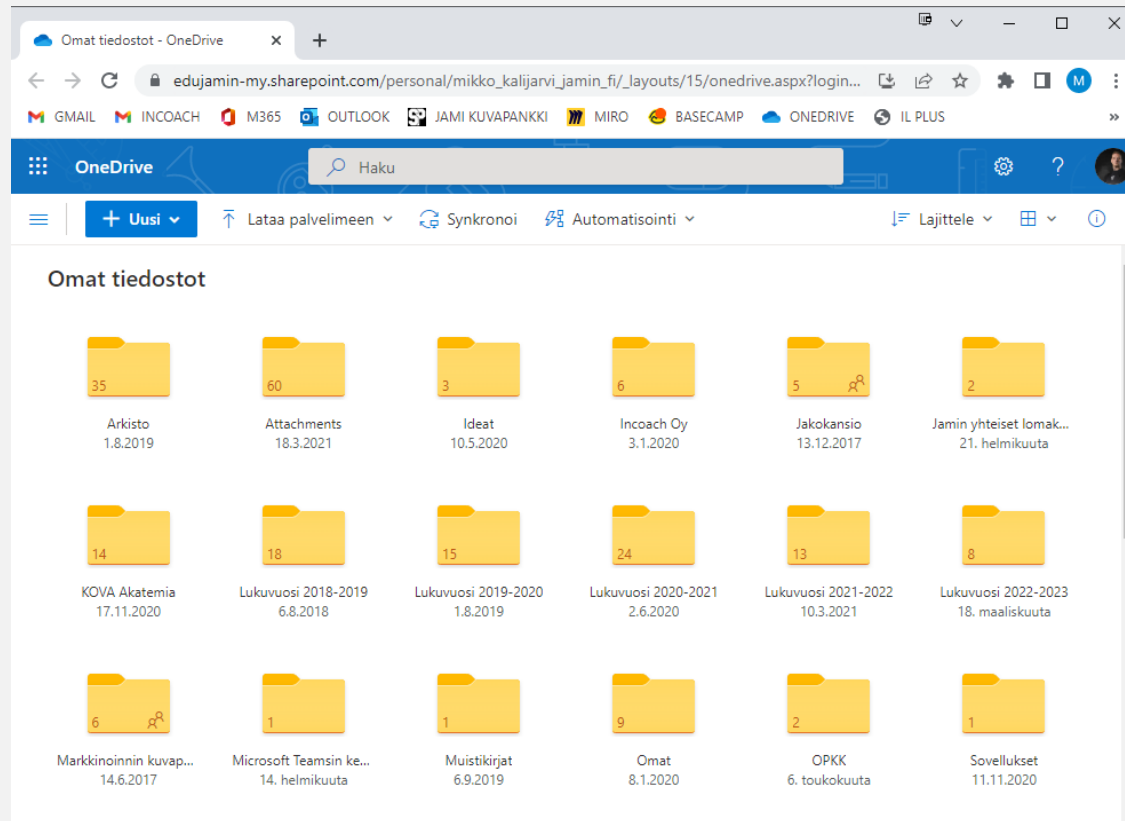 Omat tiedostot - OneDrive
edujamin-my.sharepoint.com/personal/mikko_kalijarvi_jamin_fi/_layouts/15/onedrive.aspx?login... M
GMAIL INCOACH M365 OUTLOOK JAMI KUVAPANKKI MIRO BASECAMP ONEDRIVE IL PLUS »
OneDrive Haku ?
+ Uusi Lataa palvelimeen Synkronoi Automatisointi Lajittele
Omat tiedostot
35 60 3 6 5 2
Arkisto Attachments Ideat Incoach Oy Jakokansio Jamin yhteiset lomak...
1.8.2019 18.3.2021 10.5.2020 3.1.2020 13.12.2017 21. helmikuuta
14 18 15 24 13 8
KOVA Akatemia Lukuvuosi 2018-2019 Lukuvuosi 2019-2020 Lukuvuosi 2020-2021 Lukuvuosi 2021-2022 Lukuvuosi 2022-2023
17.11.2020 6.8.2018 1.8.2019 2.6.2020 10.3.2021 18. maaliskuuta
6 1 1 9 2 1
Markkinoinnin kuvap... Microsoft Teamsin ke... Muistikirjat Omat OPKK Sovellukset
14.6.2017 14. helmikuuta 6.9.2019 8.1.2020 6. toukokuuta 11.11.2020